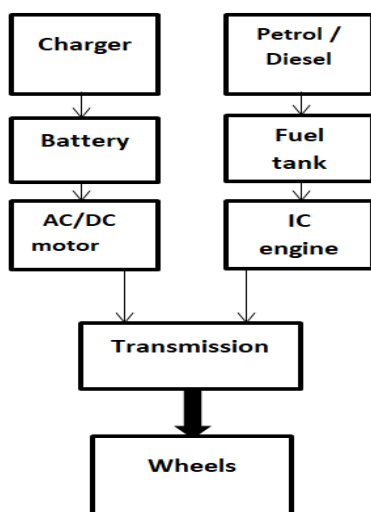 Charger
Petrol /
Diesel
Battery
Fuel
tank
AC/DC
motor
IC
engine
Transmission
Wheels